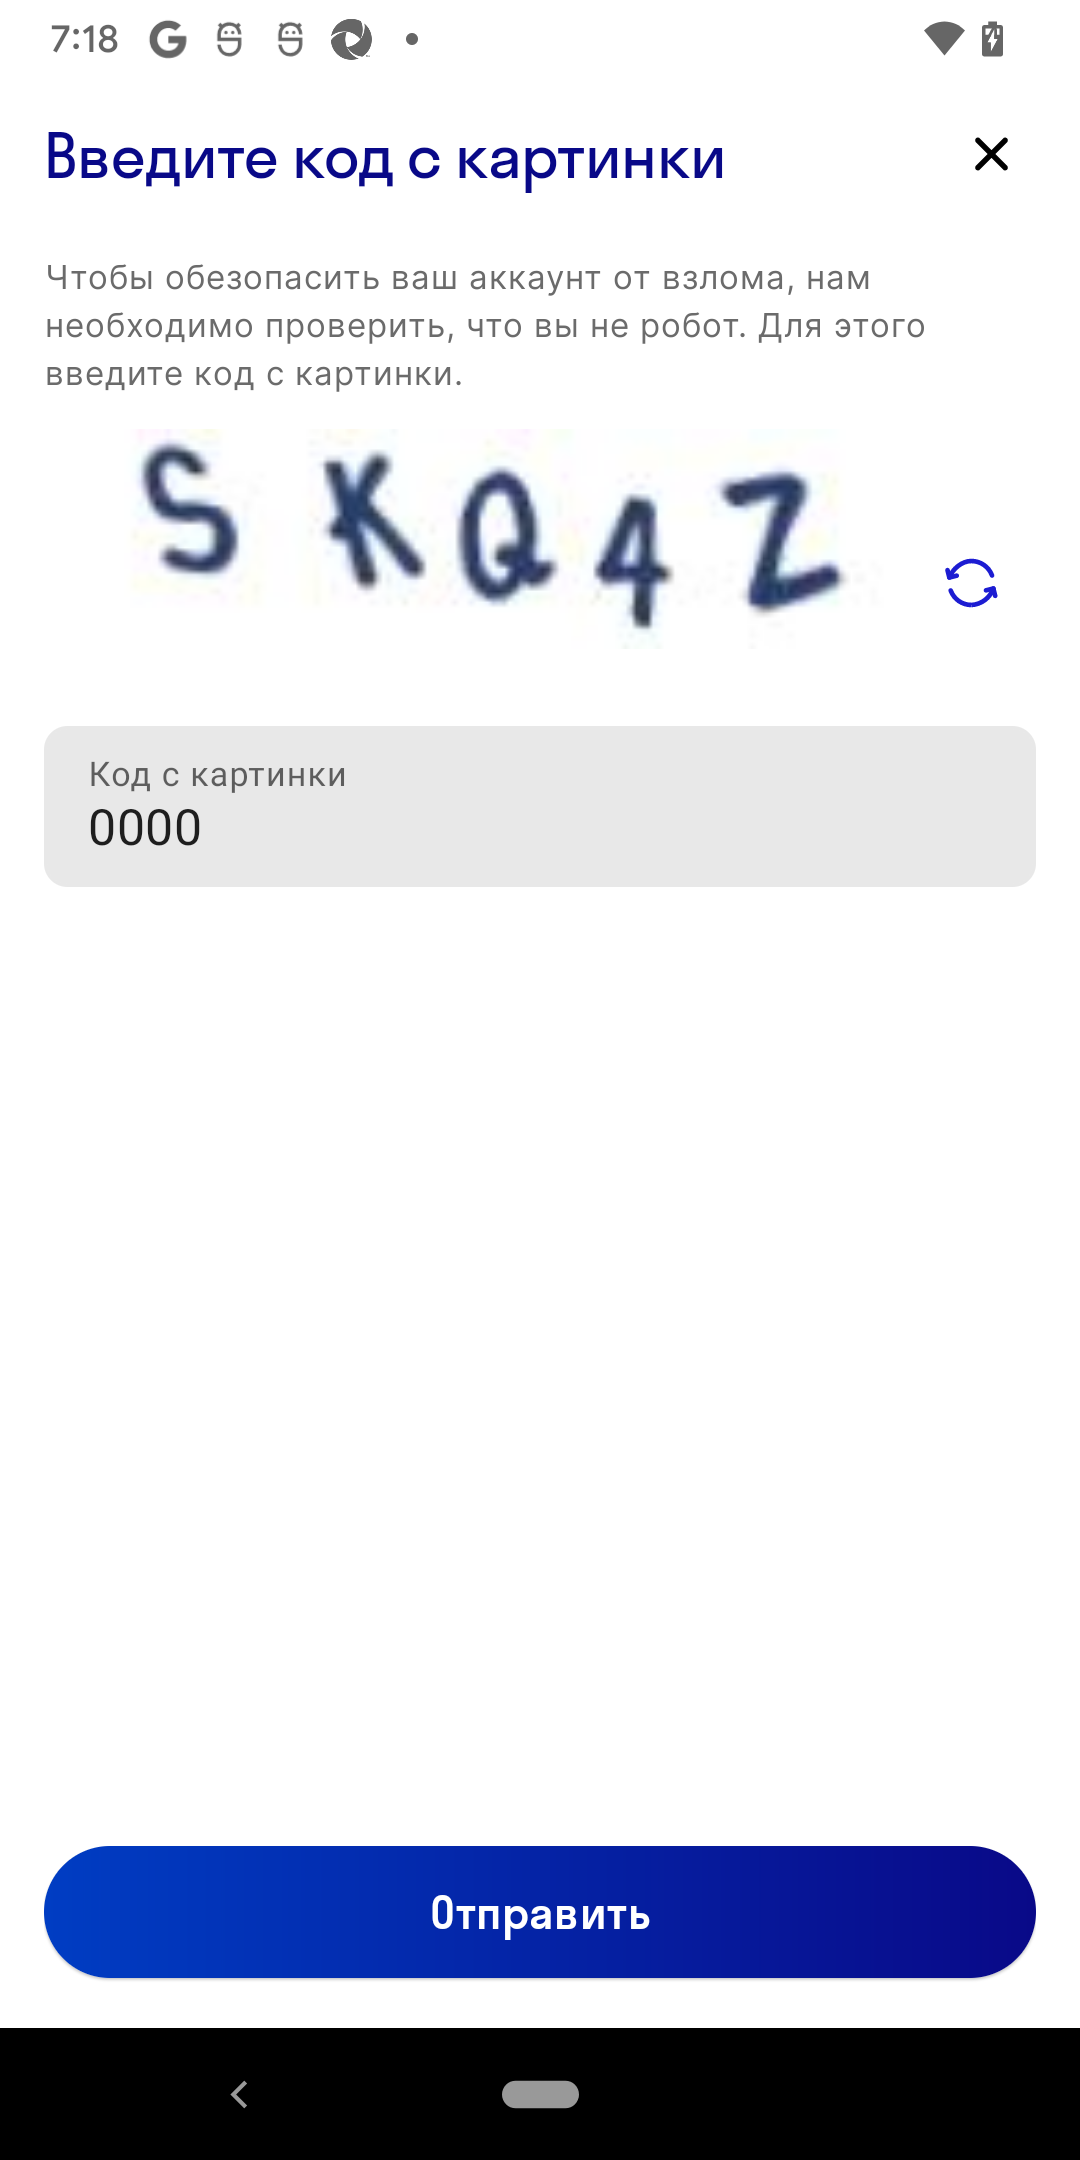 7:18
Введите код с картинки
Чтобы обезопасить ваш аккаунт от взлома, нам
необходимо проверить, что вы не робот. Для этого
введите код с картинки.
S K Q 4 Z
Код с картинки
0000
Отправить